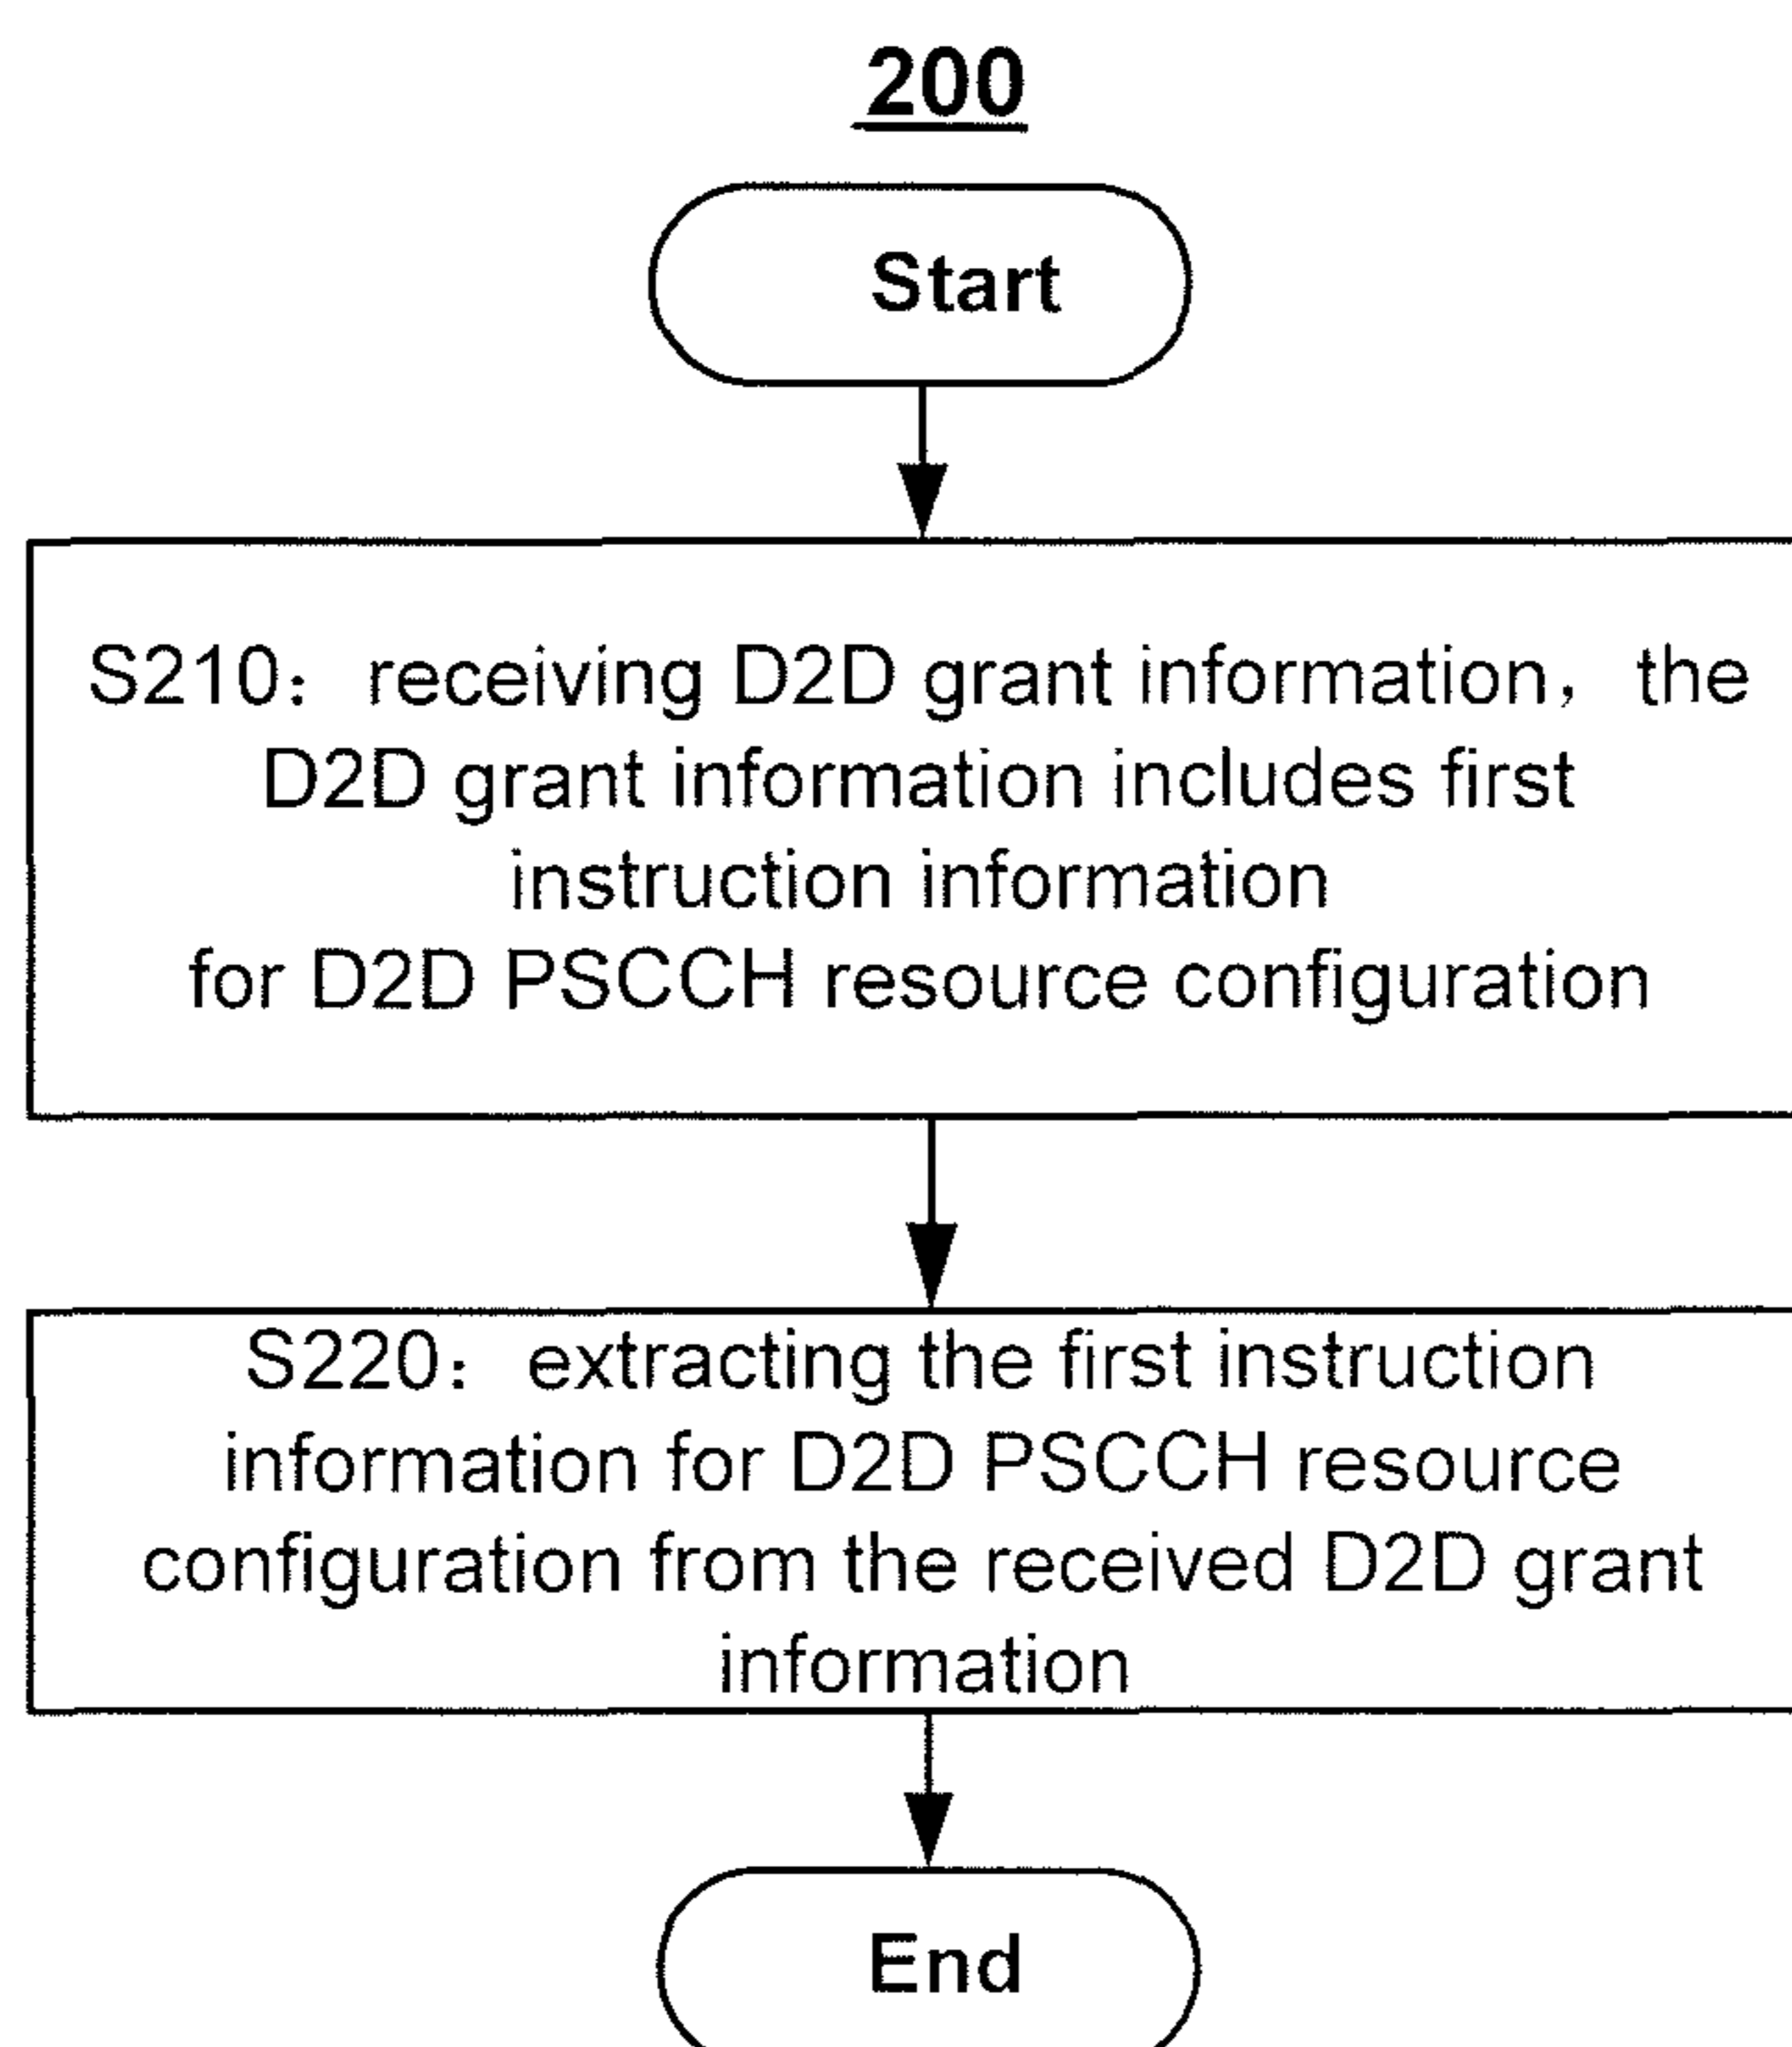 200
Start
S210： receiving D2D grant information， the
D2D grant information includes first
instruction information
for D2D PSCCH resource configuration
S220： extracting the first instruction
information for D2D PSCCH resource
configuration from the received D2D grant
information
End